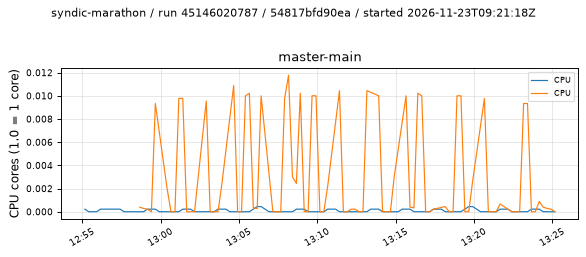 syndic-marathon / run 45146020787 / 54817bfd90ea / started 2026-11-23T09:21:18Z
master-main
CPU cores (1.0 = 1 core)
0.012
0.010
0.008
0.006
0.004
0.002
0.000
CPU
CPU
12:55
13:00
13:05
13:10
13:15
13:20
13:25